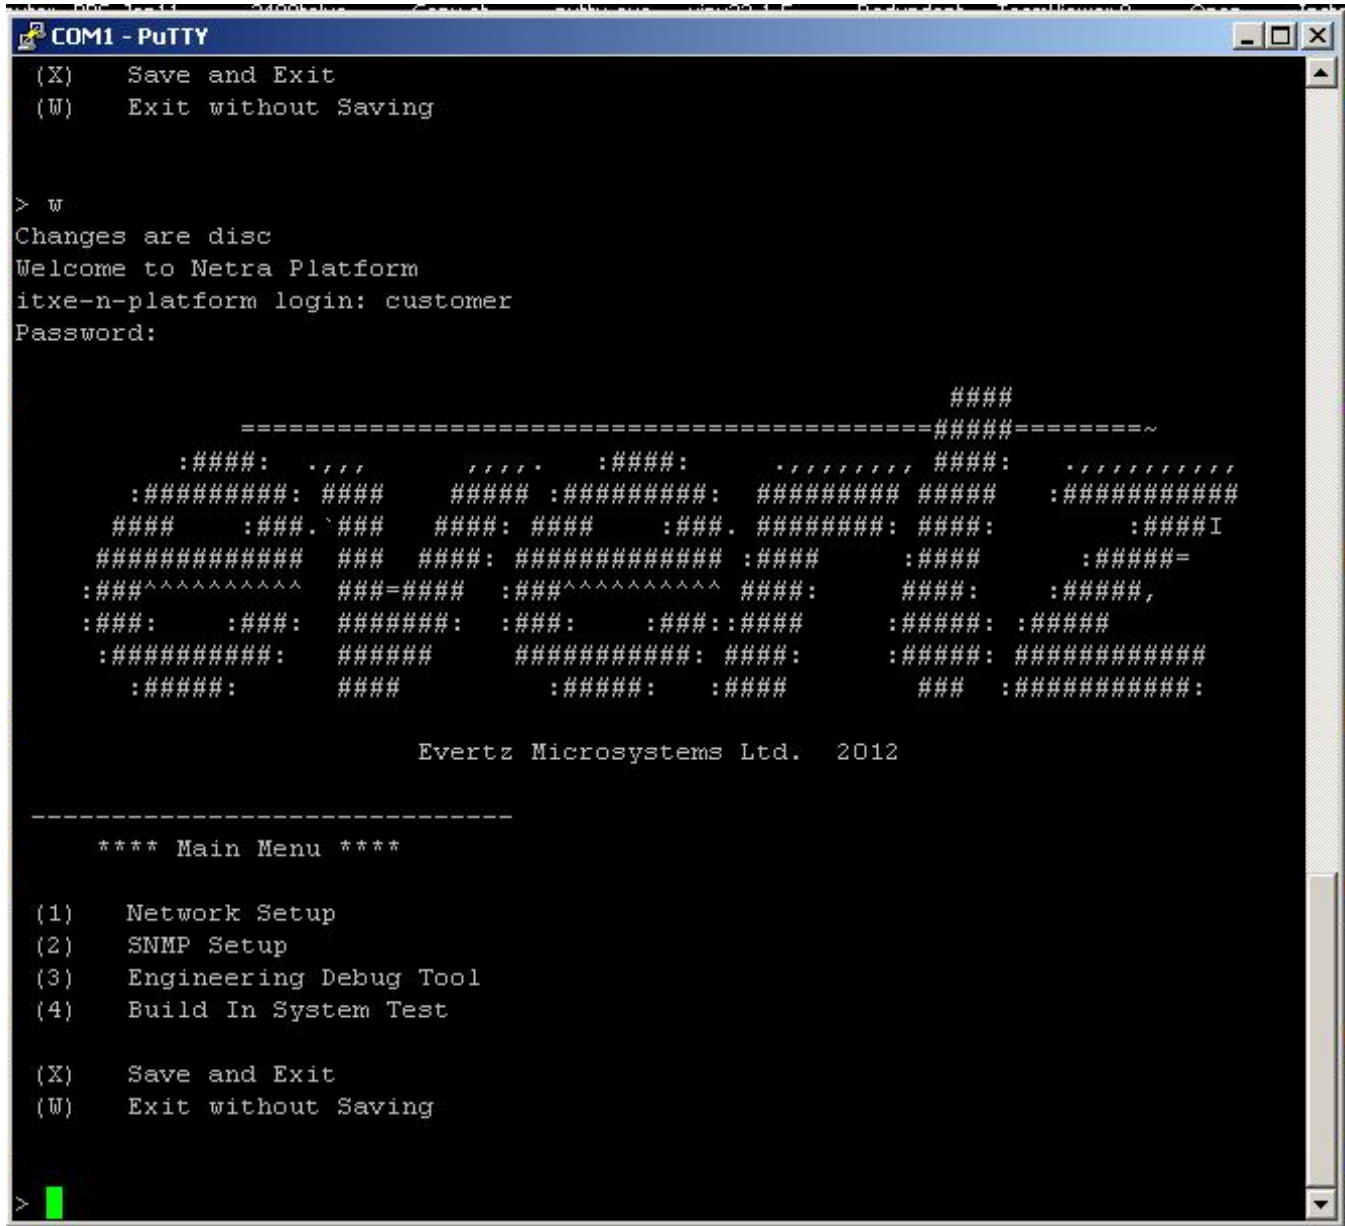 COM1 - PuTTY
(X) Save and Exit
(W) Exit without Saving
> w
Changes are disc
Welcome to Netra Platform
itxe-n-platform login: customer
Password:
evertz
Evertz Microsystems Ltd. 2012
------------------------------
**** Main Menu ****
(1) Network Setup
(2) SNMP Setup
(3) Engineering Debug Tool
(4) Build In System Test
(X) Save and Exit
(W) Exit without Saving
>